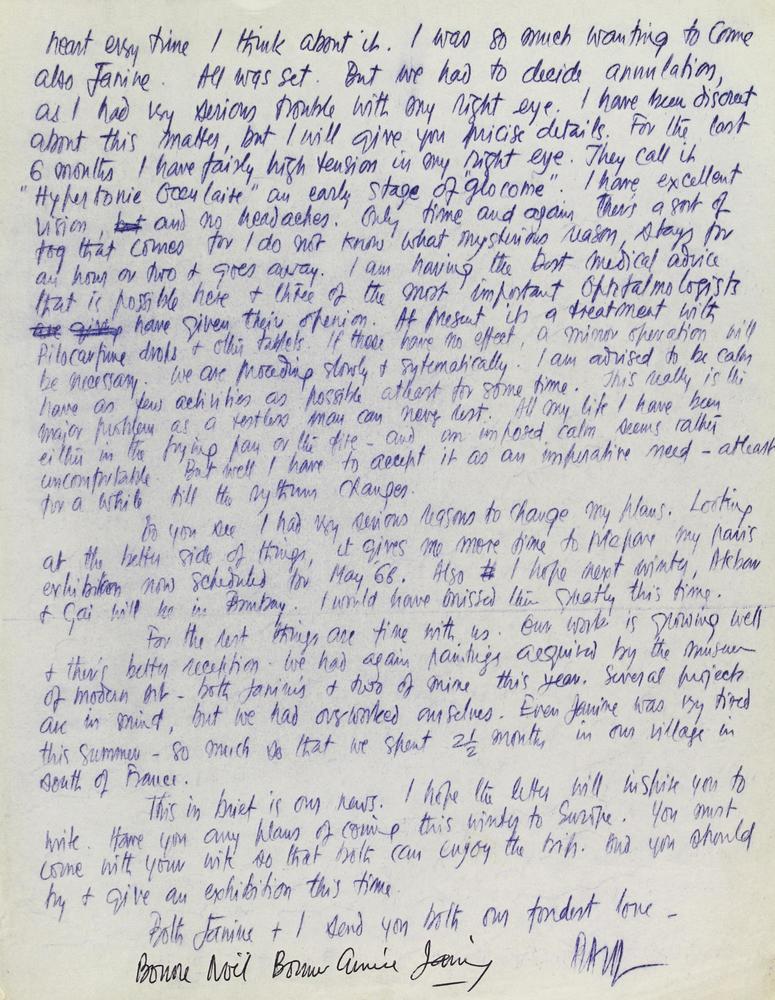 heart evry time I think about it. I was so much wanting to come
also Janine. All was set. But we had to decide annulation,
as I had vry serious trouble with my right eye. I have been discreet
about this matter, but I will give you pricise details. For the last
6 months I have fairly high tension in my right eye. They call it
"Hypertonie Occulaire" an early stage of "glocome". I have excellent
vision, but and no headaches. Only time and again there's a sort of
fog that comes for I do not know what mysterious reason, stays for
an hour or two + goes away. I am having the best medical advice
that is possible here + three of the most important Ophtalmologists
have given their openion. At present it's a treatment with
Pilocarpine drops + other tablets. If these have no effect, a minor operation will
be necessary. We are proceding slowly + sytematically. I am advised to be calm
have as few activities as possible atleast for some time. This really is the
major problem as a restless man can never rest. All my life I have been
either in the frying pan or the fire - and an imposed calm seems rather
uncomfortable. But well I have to accept it as an imperative need - atleast
for a while till the rythum changes.
So you see I had vry serious reasons to change my plans. Looking
at the better side of things, it gives me more time to prepare my paris
exhibition now scheduled for May 68. Also I hope next winter, Akbar
+ Gai will be in Bombay. I would have missed them greatly this time.
For the rest things are fine with us. Our work is growing well
+ there's better reception. We had again paintings acquired by the museum
of modern art - both Janine's + two of mine this year. Several projects
are in mind, but we had overworked ourselves. Even Janine was vry tired
this summer - so much so that we spent 2½ months in our village in
south of France.
This in brief is our news. I hope the letter will inspire you to
write. Have you any plans of coming this winter to Europe. You must
come with your wife so that both can enjoy the trip. And you should
try + give an exhibition this time.
Both Janine + I send you both our fondest love -
Bonne Noël Bonne année Janine